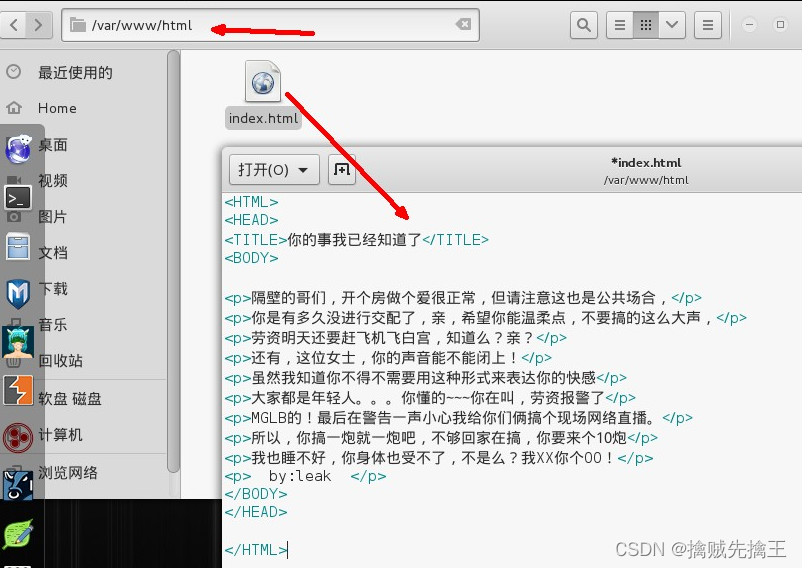 /var/www/html
最近使用的
Home
桌面
视频
图片
文档
下载
音乐
回收站
软盘 磁盘
计算机
浏览网络
index.html
打开(O)
*index.html
/var/www/html
<HTML>
<HEAD>
<TITLE>你的事我已经知道了</TITLE>
<BODY>
<p>隔壁的哥们，开个房做个爱很正常，但请注意这也是公共场合，</p>
<p>你是有多久没进行交配了，亲，希望你能温柔点，不要搞的这么大声，</p>
<p>劳资明天还要赶飞机飞白宫，知道么？亲？</p>
<p>还有，这位女士，你的声音能不能闭上！</p>
<p>虽然我知道你不得不需要用这种形式来表达你的快感</p>
<p>大家都是年轻人。。。你懂的~~~你在叫，劳资报警了</p>
<p>MGLB的！最后在警告一声小心我给你们俩搞个现场网络直播。</p>
<p>所以，你搞一炮就一炮吧，不够回家在搞，你要来个10炮</p>
<p>我也睡不好，你身体也受不了，不是么？我XX你个OO！</p>
<p>  by:leak  </p>
</BODY>
</HEAD>
</HTML>
CSDN @擒贼先擒王